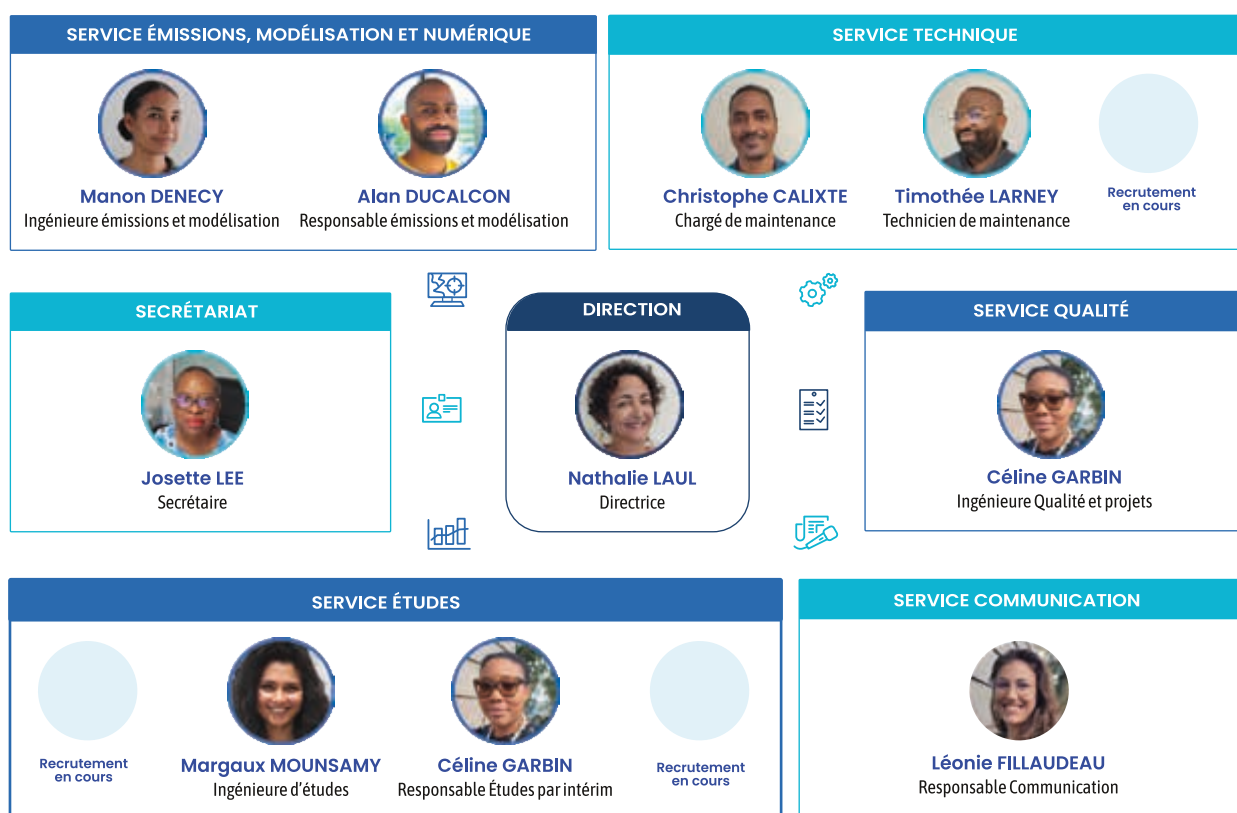 SERVICE ÉMISSIONS, MODÉLISATION ET NUMÉRIQUE
Manon DENECY
Ingénieure émissions et modélisation
Alan DUCALCON
Responsable émissions et modélisation
SERVICE TECHNIQUE
Christophe CALIXTE
Chargé de maintenance
Timothée LARNEY
Technicien de maintenance
Recrutement
en cours
SECRÉTARIAT
Josette LEE
Secrétaire
DIRECTION
Nathalie LAUL
Directrice
SERVICE QUALITÉ
Céline GARBIN
Ingénieure Qualité et projets
SERVICE ÉTUDES
Recrutement
en cours
Margaux MOUNSAMY
Ingénieure d'études
Céline GARBIN
Responsable Études par intérim
Recrutement
en cours
SERVICE COMMUNICATION
Léonie FILLAUDEAU
Responsable Communication